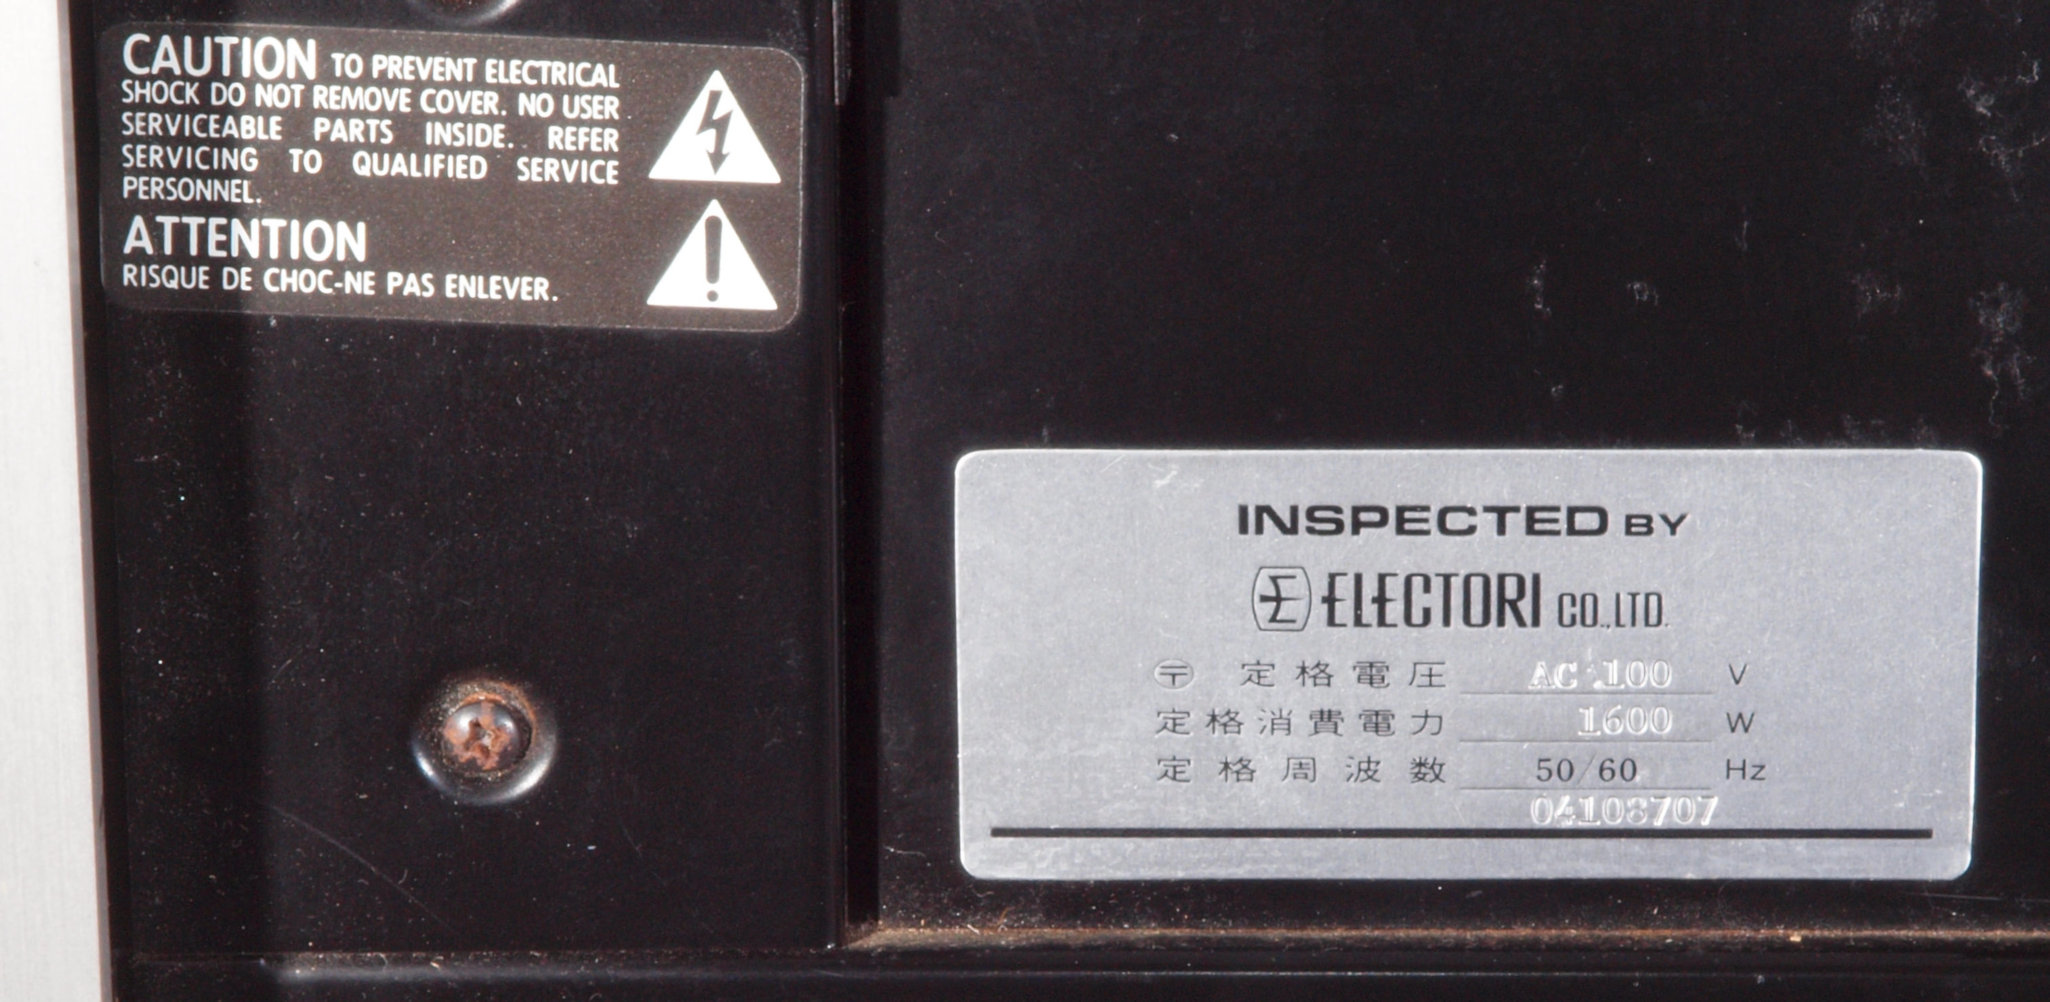 CAUTION TO PREVENT ELECTRICAL
SHOCK DO NOT REMOVE COVER. NO USER
SERVICEABLE PARTS INSIDE. REFER
SERVICING TO QUALIFIED SERVICE
PERSONNEL.
ATTENTION
RISQUE DE CHOC-NE PAS ENLEVER.
INSPECTED BY
ELECTORI CO.,LTD.
〒 定格電圧 AC 100 V
定格消費電力 1600 W
定格周波数 50/60 Hz
04108707